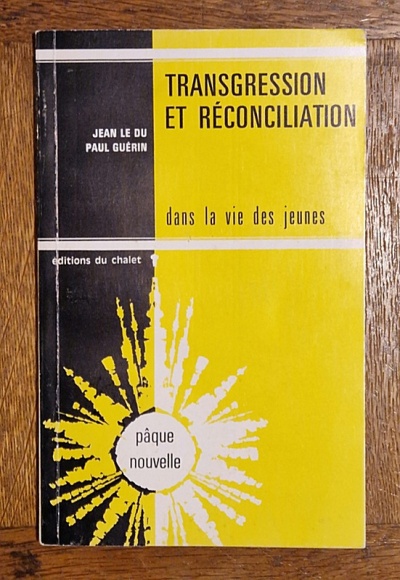 TRANSGRESSION
ET RÉCONCILIATION
JEAN LE DU
PAUL GUÉRIN
dans la vie des jeunes
éditions du chalet
pâque
nouvelle